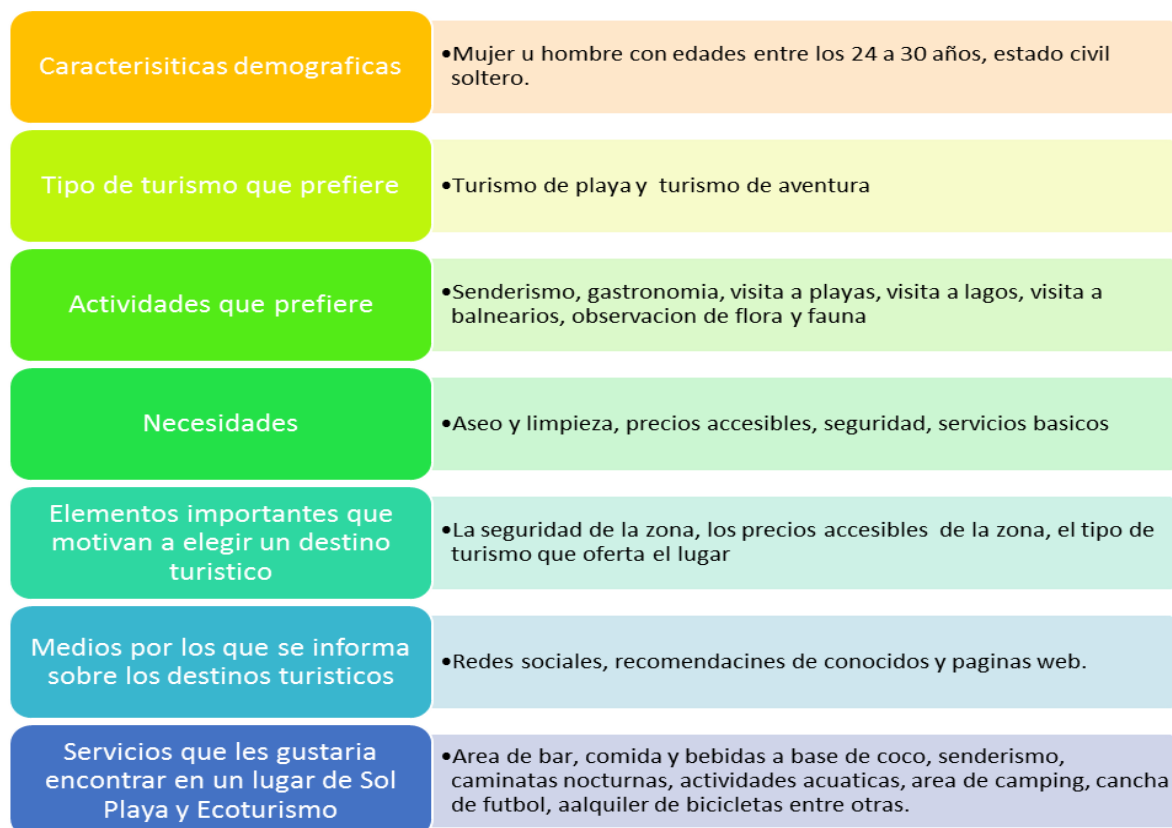 Caracterisiticas demograficas
•Mujer u hombre con edades entre los 24 a 30 años, estado civil
soltero.
Tipo de turismo que prefiere
•Turismo de playa y  turismo de aventura
Actividades que prefiere
•Senderismo, gastronomia, visita a playas, visita a lagos, visita a
balnearios, observacion de flora y fauna
Necesidades
•Aseo y limpieza, precios accesibles, seguridad, servicios basicos
Elementos importantes que
motivan a elegir un destino
turistico
•La seguridad de la zona, los precios accesibles  de la zona, el tipo de
turismo que oferta el lugar
Medios por los que se informa
sobre los destinos turisticos
•Redes sociales, recomendacines de conocidos y paginas web.
Servicios que les gustaria
encontrar en un lugar de Sol
Playa y Ecoturismo
•Area de bar, comida y bebidas a base de coco, senderismo,
caminatas nocturnas, actividades acuaticas, area de camping, cancha
de futbol, aalquiler de bicicletas entre otras.